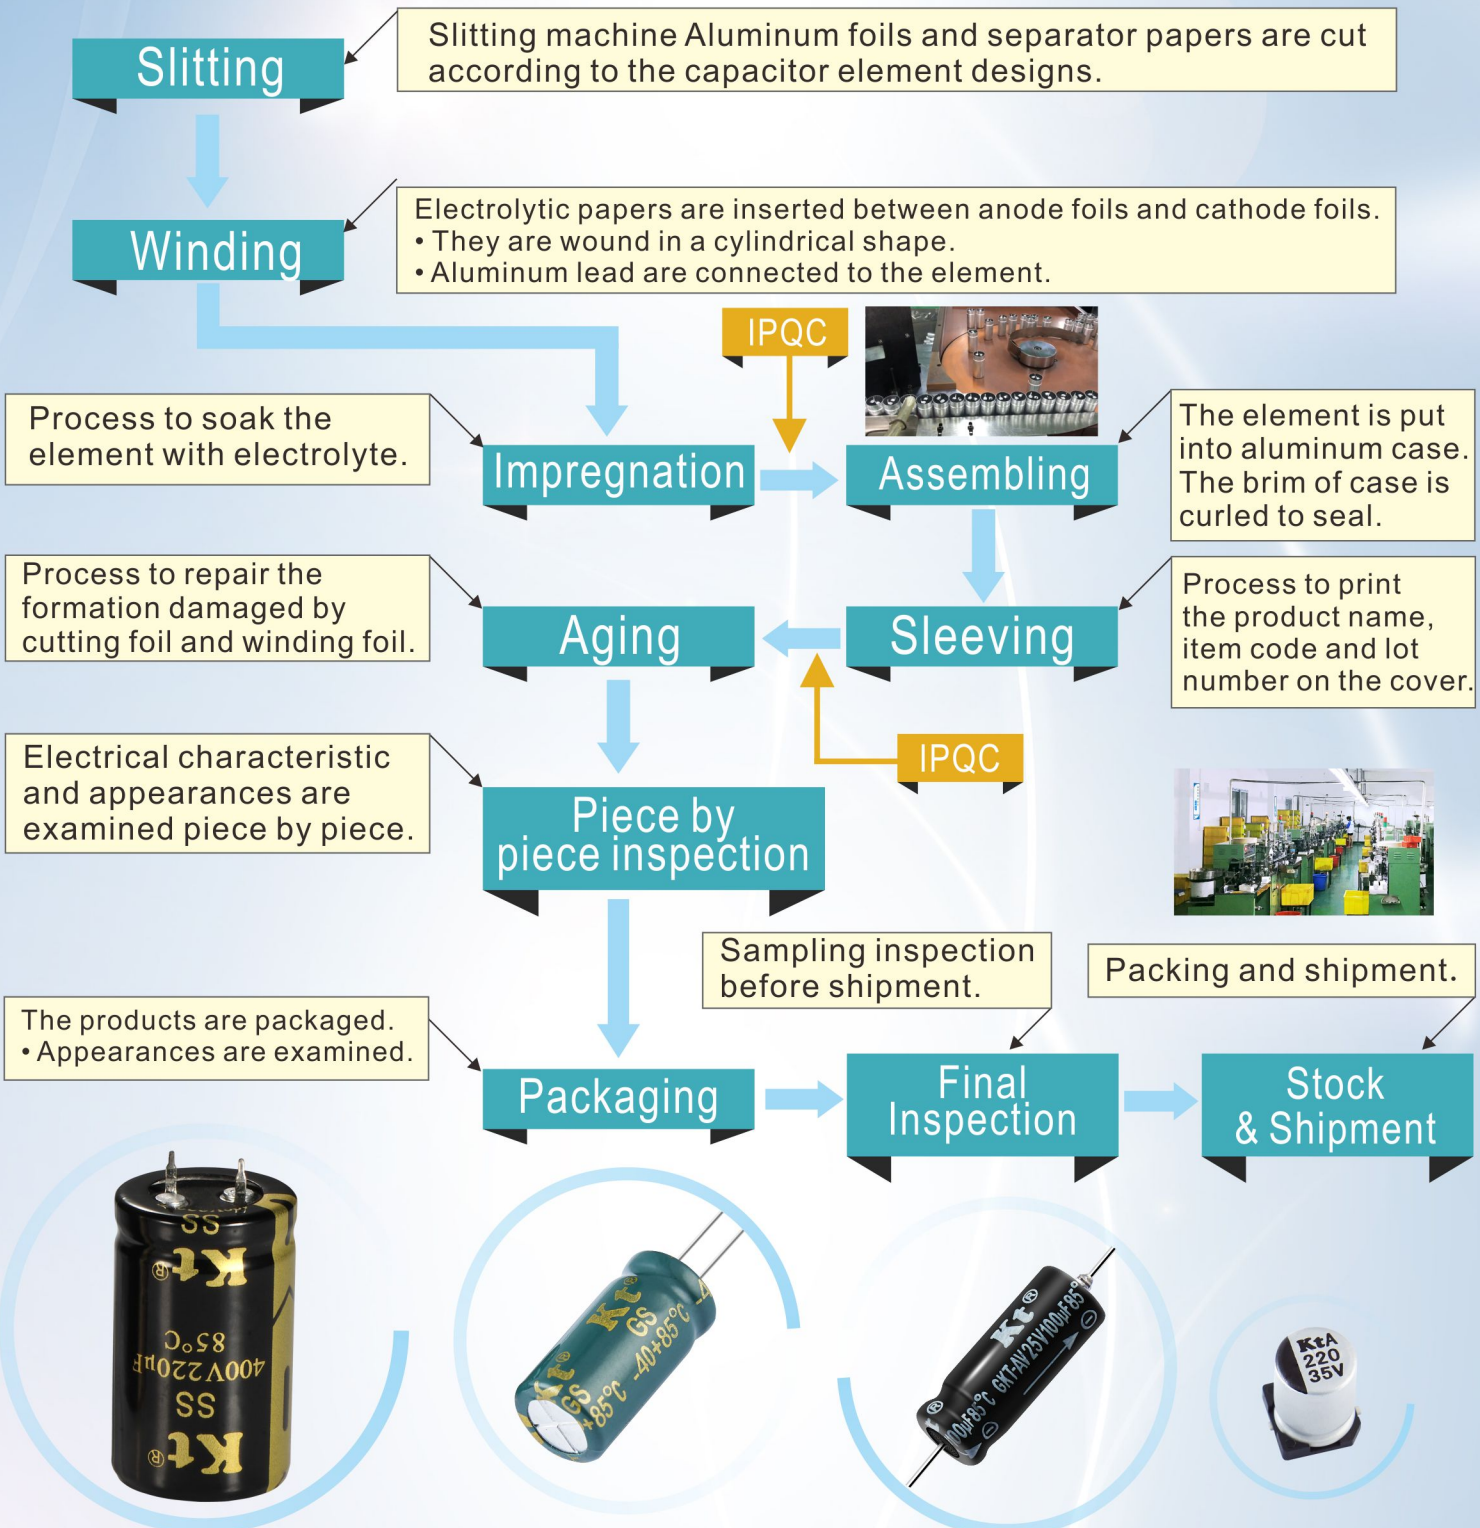 Slitting
Slitting machine Aluminum foils and separator papers are cut
according to the capacitor element designs.
Winding
Electrolytic papers are inserted between anode foils and cathode foils.
• They are wound in a cylindrical shape.
• Aluminum lead are connected to the element.
IPQC
Process to soak the
element with electrolyte.
Impregnation
Assembling
The element is put
into aluminum case.
The brim of case is
curled to seal.
Process to repair the
formation damaged by
cutting foil and winding foil.
Aging
Sleeving
Process to print
the product name,
item code and lot
number on the cover.
IPQC
Electrical characteristic
and appearances are
examined piece by piece.
Piece by
piece inspection
Sampling inspection
before shipment.
Packing and shipment.
The products are packaged.
• Appearances are examined.
Packaging
Final
Inspection
Stock
& Shipment
SS
Kt®
85°C
400V220µF
SS
Kt®
Kt®
GS
-40+85°C
Kt®
GS
+85°C
Kt®
GKT-AV25V100µF85°
00µF85°C
KtA
220
35V